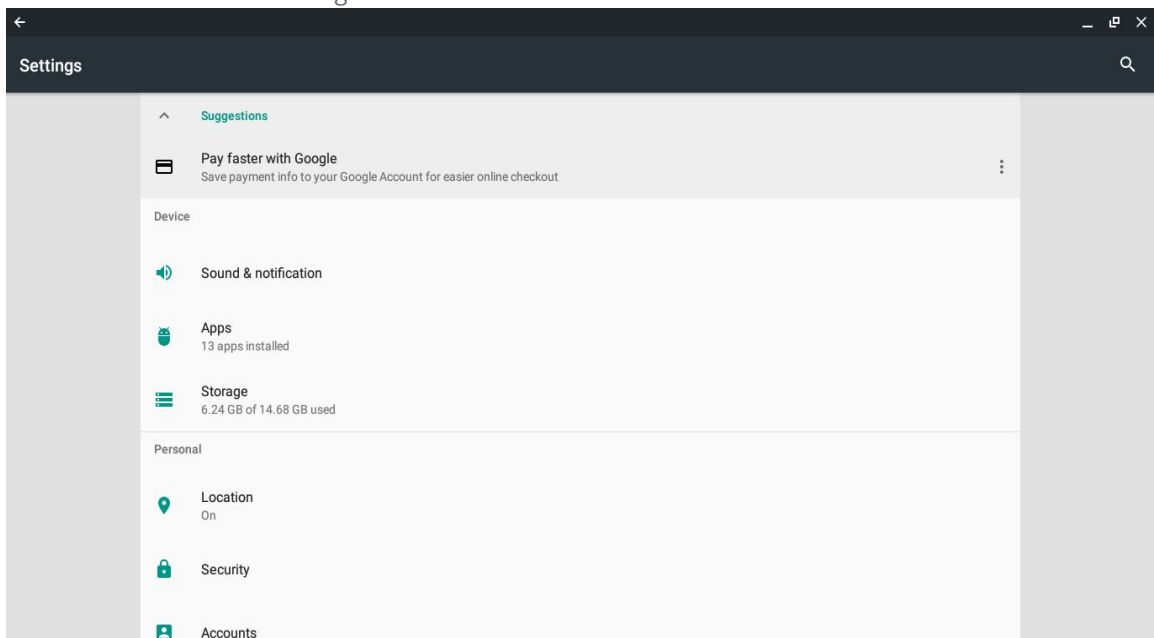 Settings
Suggestions
Pay faster with Google
Save payment info to your Google Account for easier online checkout
Device
Sound & notification
Apps
13 apps installed
Storage
6.24 GB of 14.68 GB used
Personal
Location
On
Security
Accounts